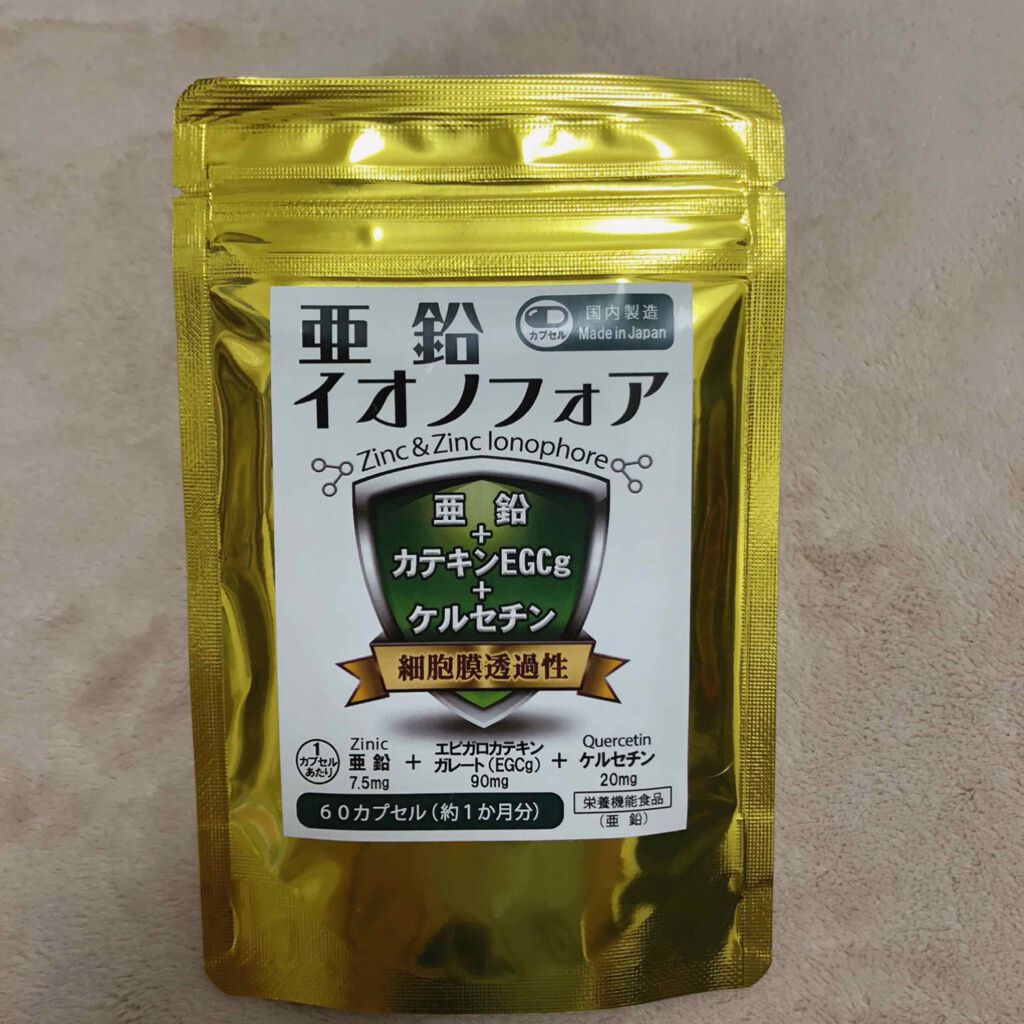 亜鉛
カプセル
国内製造
Made in Japan
イオノフォア
Zinc & Zinc Ionophore
亜鉛
+
カテキンEGCg
+
ケルセチン
細胞膜透過性
1
カプセル
あたり
Zinic
亜鉛
7.5mg
+
エピガロカテキン
ガレート(EGCg)
90mg
+
Quercetin
ケルセチン
20mg
60カプセル(約1か月分)
栄養機能食品
(亜鉛)